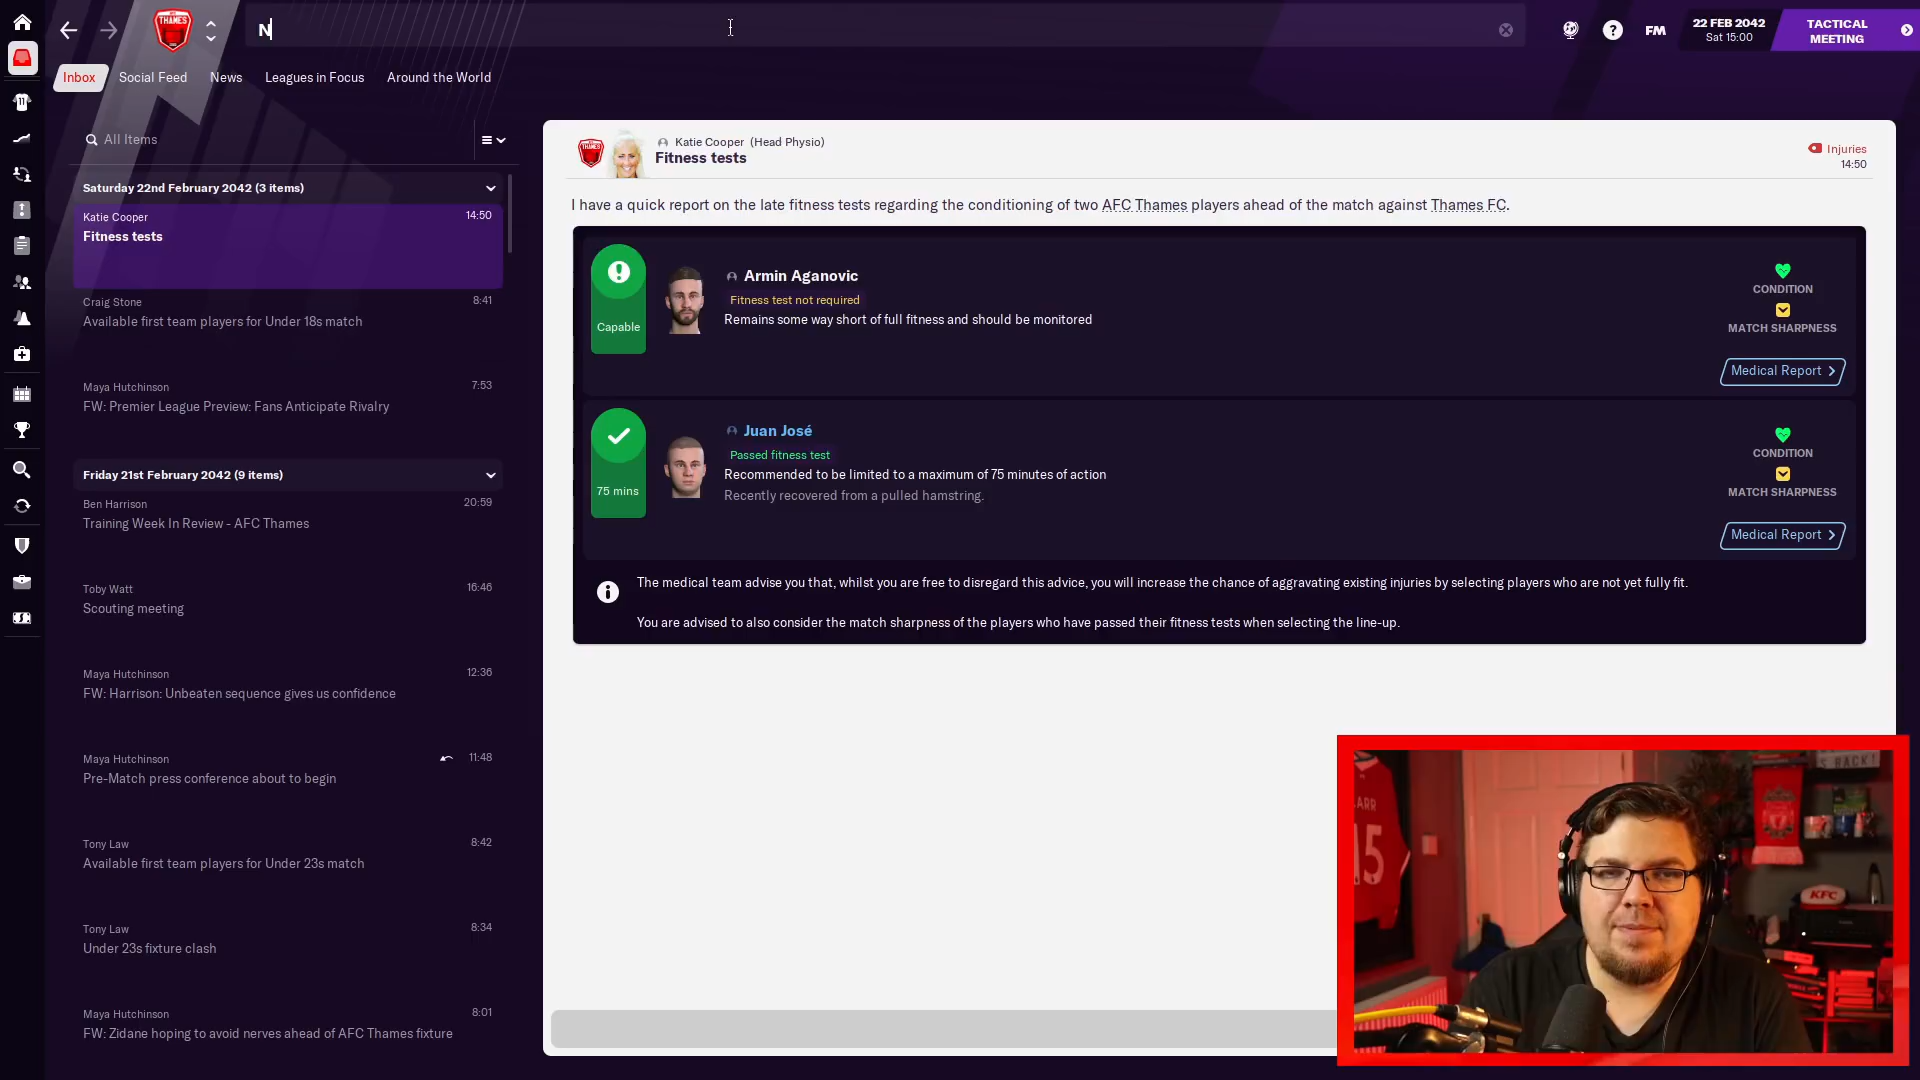 THAMES
N
FM
22 FEB 2042
Sat 15:00
TACTICAL
MEETING
Inbox
Social Feed
News
Leagues in Focus
Around the World
All Items
Saturday 22nd February 2042 (3 items)
Katie Cooper
14:50
Fitness tests
Craig Stone
8:41
Available first team players for Under 18s match
Maya Hutchinson
7:53
FW: Premier League Preview: Fans Anticipate Rivalry
Friday 21st February 2042 (9 items)
Ben Harrison
20:59
Training Week In Review - AFC Thames
Toby Watt
16:46
Scouting meeting
Maya Hutchinson
12:36
FW: Harrison: Unbeaten sequence gives us confidence
Maya Hutchinson
11:48
Pre-Match press conference about to begin
Tony Law
8:42
Available first team players for Under 23s match
Tony Law
8:34
Under 23s fixture clash
Maya Hutchinson
8:01
FW: Zidane hoping to avoid nerves ahead of AFC Thames fixture
THAMES
Katie Cooper (Head Physio)
Fitness tests
Injuries
14:50
I have a quick report on the late fitness tests regarding the conditioning of two AFC Thames players ahead of the match against Thames FC.
Capable
Armin Aganovic
Fitness test not required
Remains some way short of full fitness and should be monitored
CONDITION
MATCH SHARPNESS
Medical Report
75 mins
Juan José
Passed fitness test
Recommended to be limited to a maximum of 75 minutes of action
Recently recovered from a pulled hamstring.
CONDITION
MATCH SHARPNESS
Medical Report
The medical team advise you that, whilst you are free to disregard this advice, you will increase the chance of aggravating existing injuries by selecting players who are not yet fully fit.
You are advised to also consider the match sharpness of the players who have passed their fitness tests when selecting the line-up.
BACK!
ARR
15
KFC